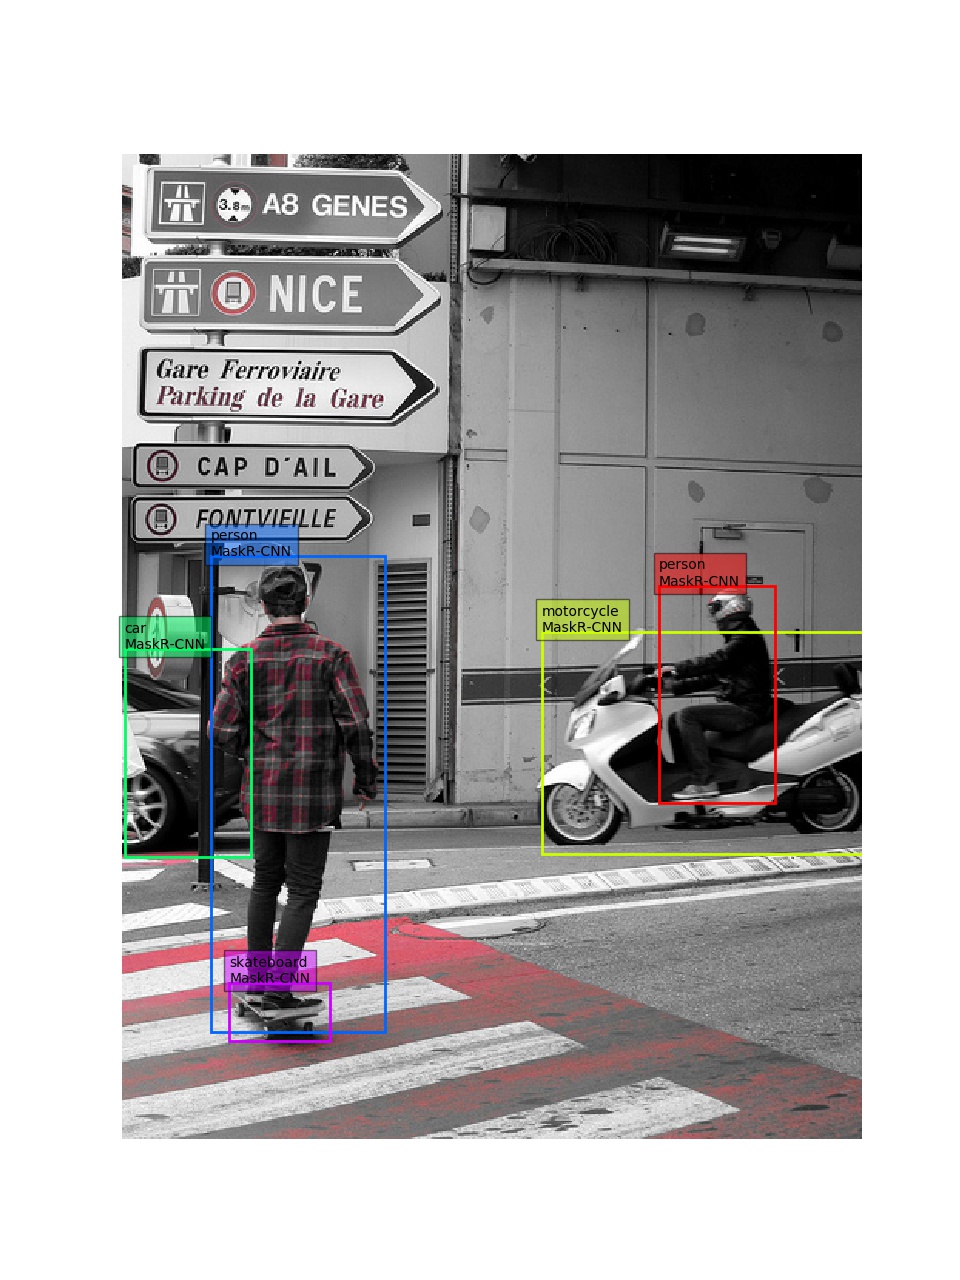 3.8m A8 GENES
NICE
Gare Ferroviaire
Parking de la Gare
CAP D'AIL
FONTVIEILLE
person
MaskR-CNN
person
MaskR-CNN
motorcycle
MaskR-CNN
car
MaskR-CNN
skateboard
MaskR-CNN